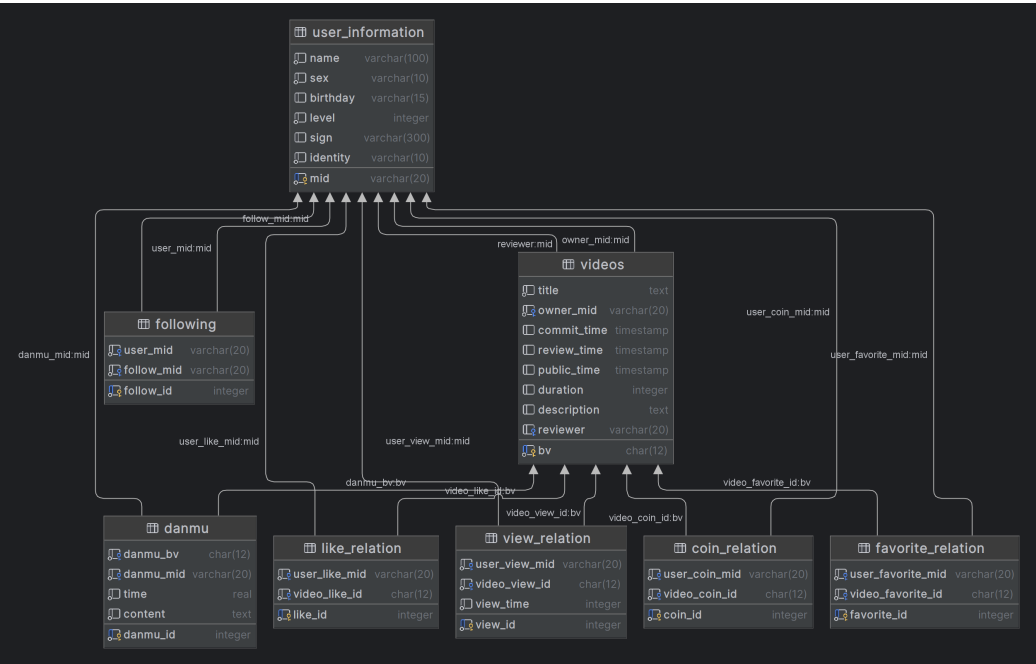 user_information
name varchar(100)
sex varchar(10)
birthday varchar(15)
level integer
sign varchar(300)
identity varchar(10)
mid varchar(20)
follow_mid:mid
user_mid:mid
reviewer:mid
owner_mid:mid
videos
title text
owner_mid varchar(20)
commit_time timestamp
review_time timestamp
public_time timestamp
duration integer
description text
reviewer varchar(20)
bv char(12)
user_coin_mid:mid
following
user_mid varchar(20)
follow_mid varchar(20)
follow_id integer
danmu_mid:mid
user_favorite_mid:mid
user_like_mid:mid
user_view_mid:mid
danmu_bv:bv
video_like_id:bv
video_view_id:bv
video_coin_id:bv
video_favorite_id:bv
danmu
danmu_bv char(12)
danmu_mid varchar(20)
time real
content text
danmu_id integer
like_relation
user_like_mid varchar(20)
video_like_id char(12)
like_id integer
view_relation
user_view_mid varchar(20)
video_view_id char(12)
view_time integer
view_id integer
coin_relation
user_coin_mid varchar(20)
video_coin_id char(12)
coin_id integer
favorite_relation
user_favorite_mid varchar(20)
video_favorite_id char(12)
favorite_id integer